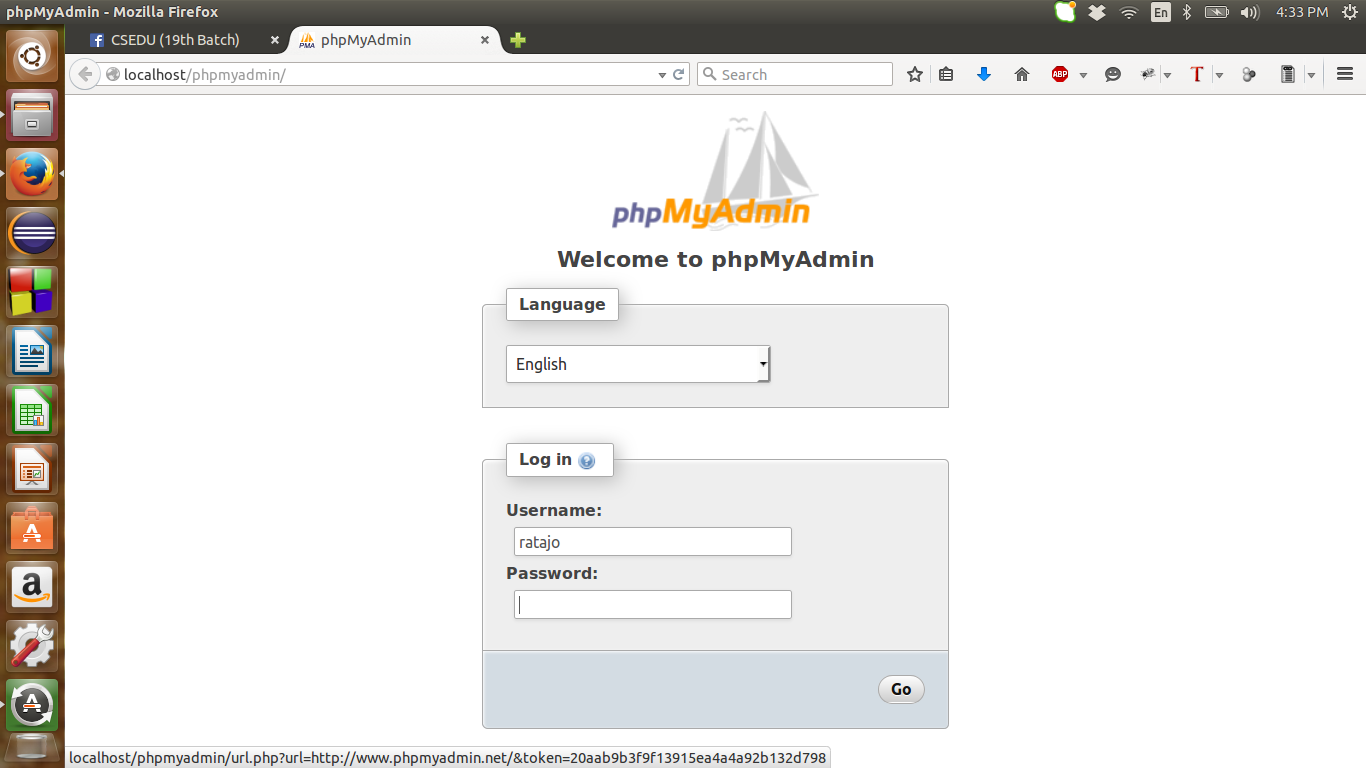 phpMyAdmin - Mozilla Firefox
En
4:33 PM
CSEDU (19th Batch)
PMA
phpMyAdmin
localhost/phpmyadmin/
Search
ABP
T
phpMyAdmin
Welcome to phpMyAdmin
Language
English
Log in
Username:
ratajo
Password:
Go
a
localhost/phpmyadmin/url.php?url=http://www.phpmyadmin.net/&token=20aab9b3f9f13915ea4a4a92b132d798